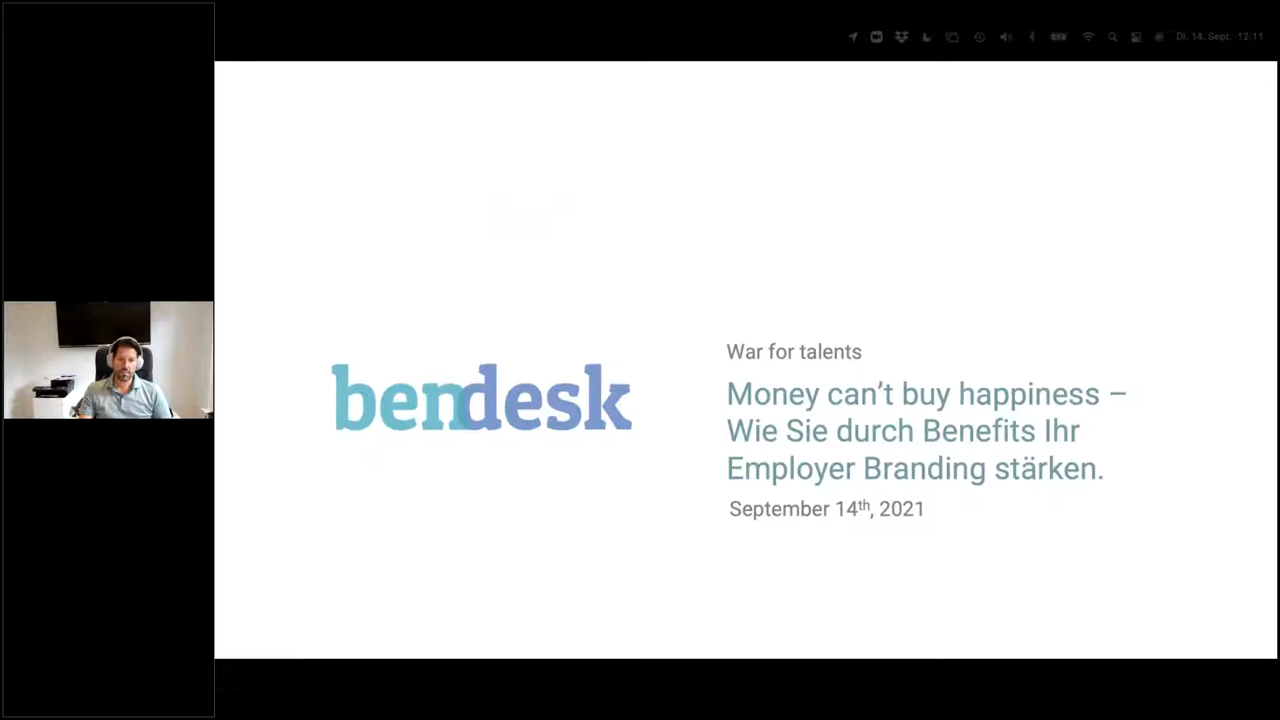 Di. 14. Sept. 12:11
bendesk
War for talents
Money can’t buy happiness –
Wie Sie durch Benefits Ihr
Employer Branding stärken.
September 14th, 2021